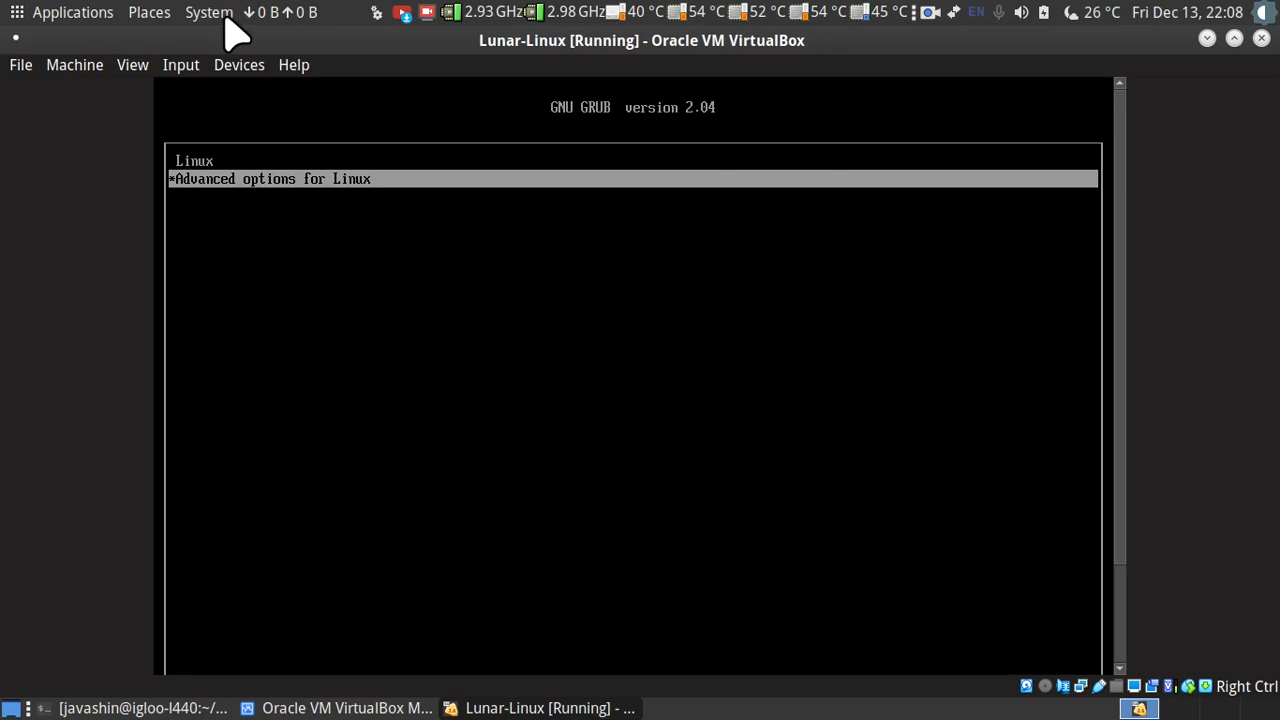 Applications Places System 0 B 0 B 2.93 GHz 2.98 GHz 40 °C 54 °C 52 °C 54 °C 45 °C EN 26 °C Fri Dec 13, 22:08
Lunar-Linux [Running] - Oracle VM VirtualBox
File Machine View Input Devices Help
GNU GRUB version 2.04
Linux
*Advanced options for Linux
Right Ctrl
[javashin@igloo-l440:~/... Oracle VM VirtualBox M... Lunar-Linux [Running] - ...